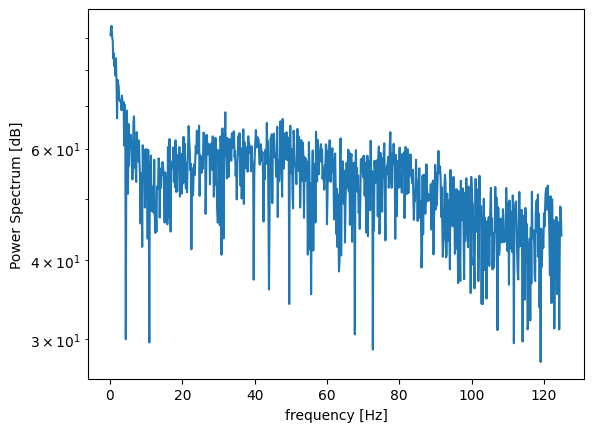 Power Spectrum [dB]
6 × 10¹
4 × 10¹
3 × 10¹
0 20 40 60 80 100 120
frequency [Hz]